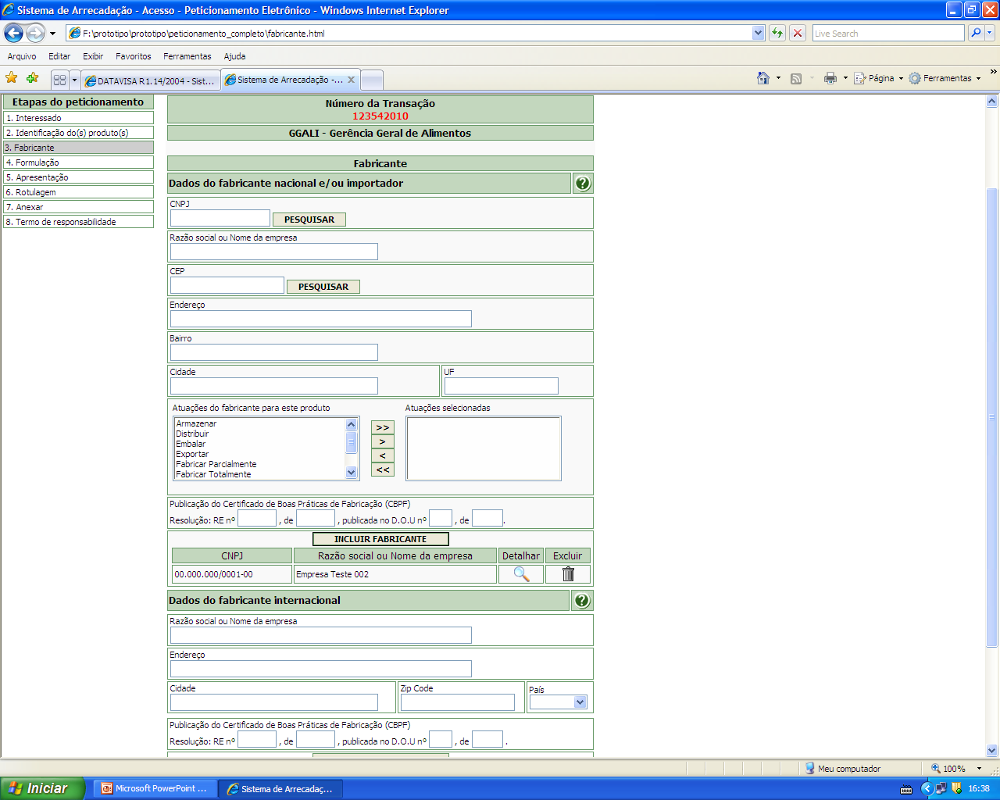 Sistema de Arrecadação - Acesso - Peticionamento Eletrônico - Windows Internet Explorer
F:\prototipo\prototipo\peticionamento_completo\fabricante.html
Live Search
Arquivo Editar Exibir Favoritos Ferramentas Ajuda
DATAVISA R1.14/2004 - Sist...
Sistema de Arrecadação -...
Página
Ferramentas
Etapas do peticionamento
1. Interessado
2. Identificação do(s) produto(s)
3. Fabricante
4. Formulação
5. Apresentação
6. Rotulagem
7. Anexar
8. Termo de responsabilidade
Número da Transação
123542010
GGALI - Gerência Geral de Alimentos
Fabricante
Dados do fabricante nacional e/ou importador
?
CNPJ
PESQUISAR
Razão social ou Nome da empresa
CEP
PESQUISAR
Endereço
Bairro
Cidade
UF
Atuações do fabricante para este produto
Atuações selecionadas
Armazenar
Distribuir
Embalar
Exportar
Fabricar Parcialmente
Fabricar Totalmente
>>
>
<
<<
Publicação do Certificado de Boas Práticas de Fabricação (CBPF)
Resolução: RE nº , de , publicada no D.O.U nº , de .
INCLUIR FABRICANTE
CNPJ Razão social ou Nome da empresa Detalhar Excluir
00.000.000/0001-00 Empresa Teste 002
Dados do fabricante internacional
?
Razão social ou Nome da empresa
Endereço
Cidade
Zip Code
País
Publicação do Certificado de Boas Práticas de Fabricação (CBPF)
Resolução: RE nº , de , publicada no D.O.U nº , de .
Meu computador
100%
Iniciar
Microsoft PowerPoint ...
Sistema de Arrecadaç...
16:38